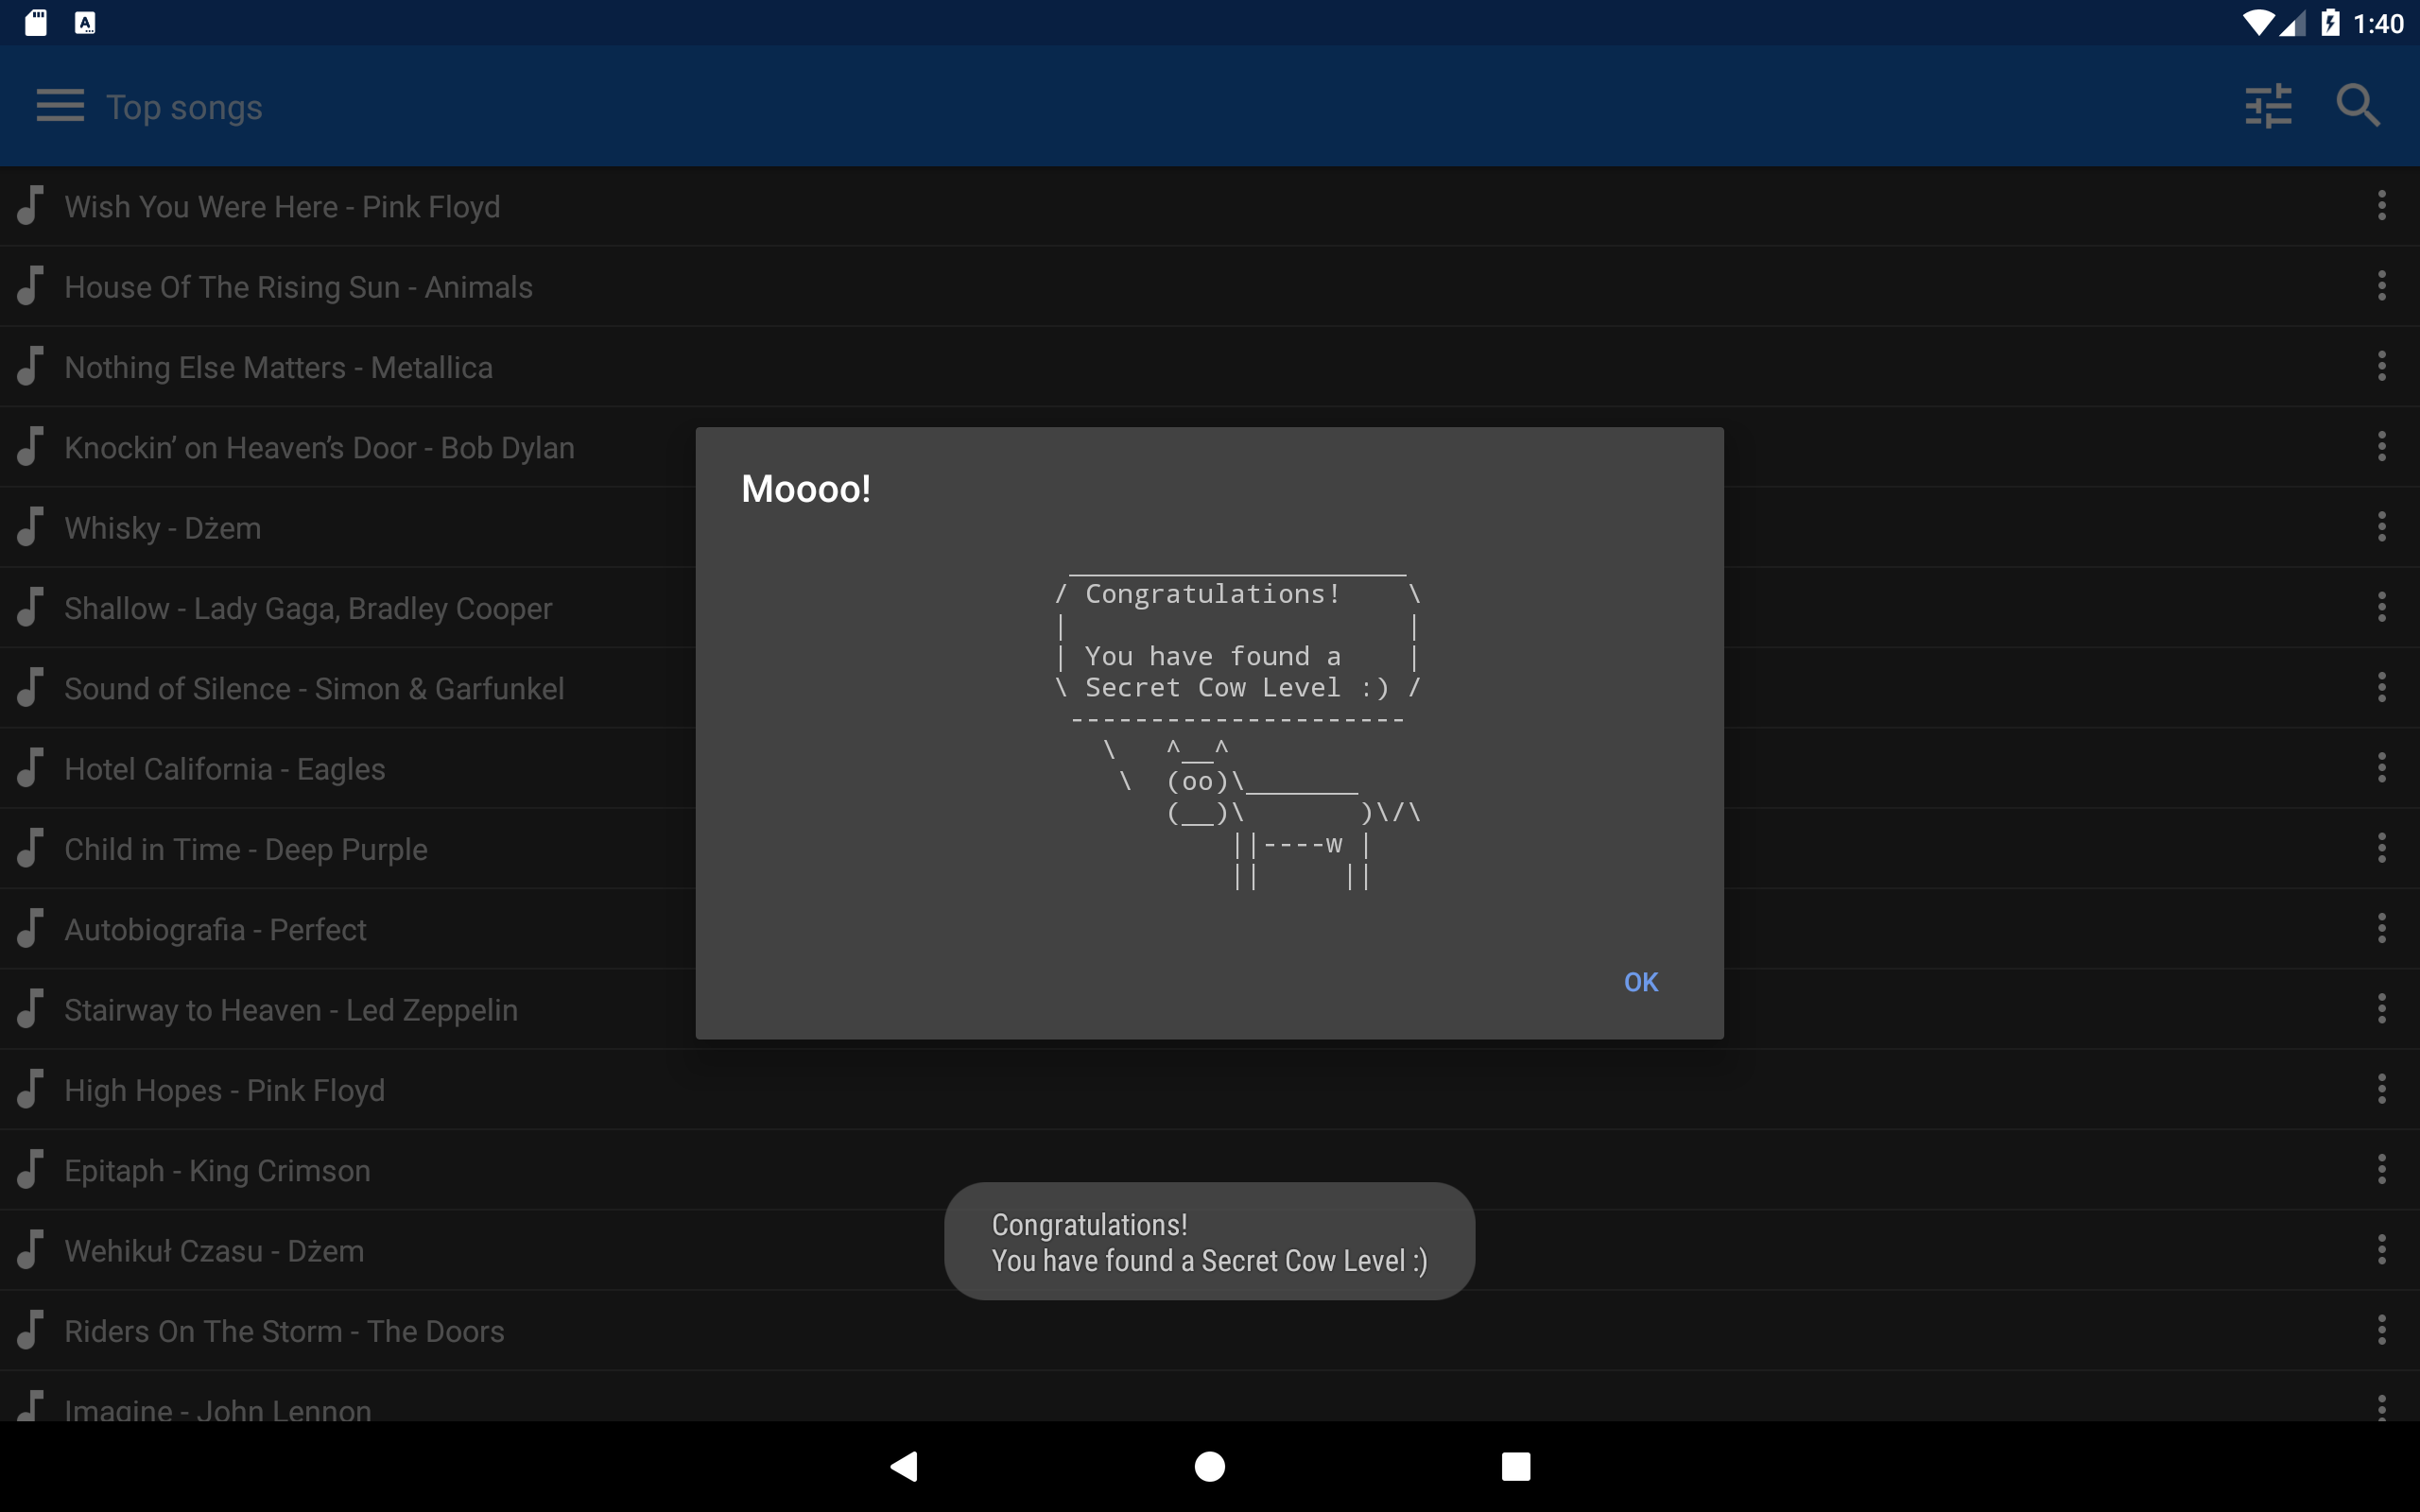 1:40
Top songs
Wish You Were Here - Pink Floyd
House Of The Rising Sun - Animals
Nothing Else Matters - Metallica
Knockin’ on Heaven’s Door - Bob Dylan
Whisky - Dżem
Shallow - Lady Gaga, Bradley Cooper
Sound of Silence - Simon & Garfunkel
Hotel California - Eagles
Child in Time - Deep Purple
Autobiografia - Perfect
Stairway to Heaven - Led Zeppelin
High Hopes - Pink Floyd
Epitaph - King Crimson
Wehikuł Czasu - Dżem
Riders On The Storm - The Doors
Imagine - John Lennon
Moooo!
 _____________________
/ Congratulations!    \
|                     |
| You have found a    |
\ Secret Cow Level :) /
 ---------------------
   \   ^__^
    \  (oo)\_______
       (__)\       )\/\
           ||----w |
           ||     ||
OK
Congratulations!
You have found a Secret Cow Level :)